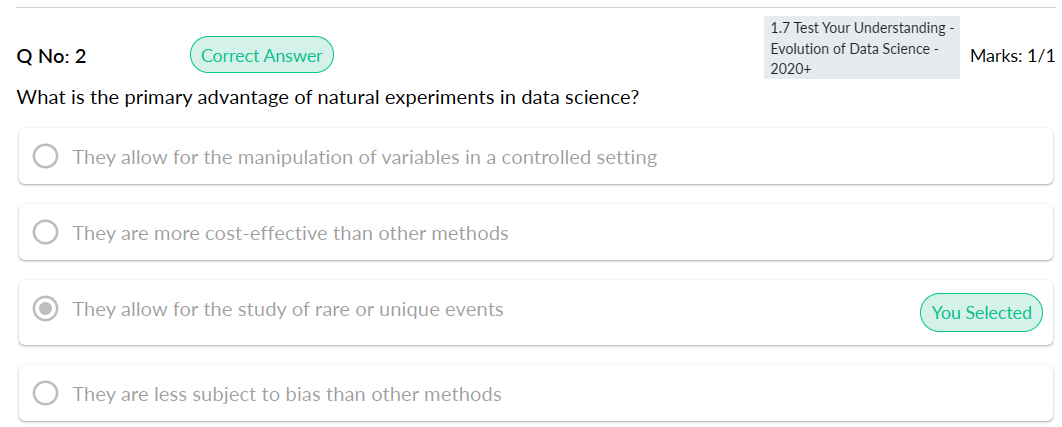 Q No: 2
Correct Answer
1.7 Test Your Understanding -
Evolution of Data Science -
2020+
Marks: 1/1
What is the primary advantage of natural experiments in data science?
They allow for the manipulation of variables in a controlled setting
They are more cost-effective than other methods
They allow for the study of rare or unique events
You Selected
They are less subject to bias than other methods